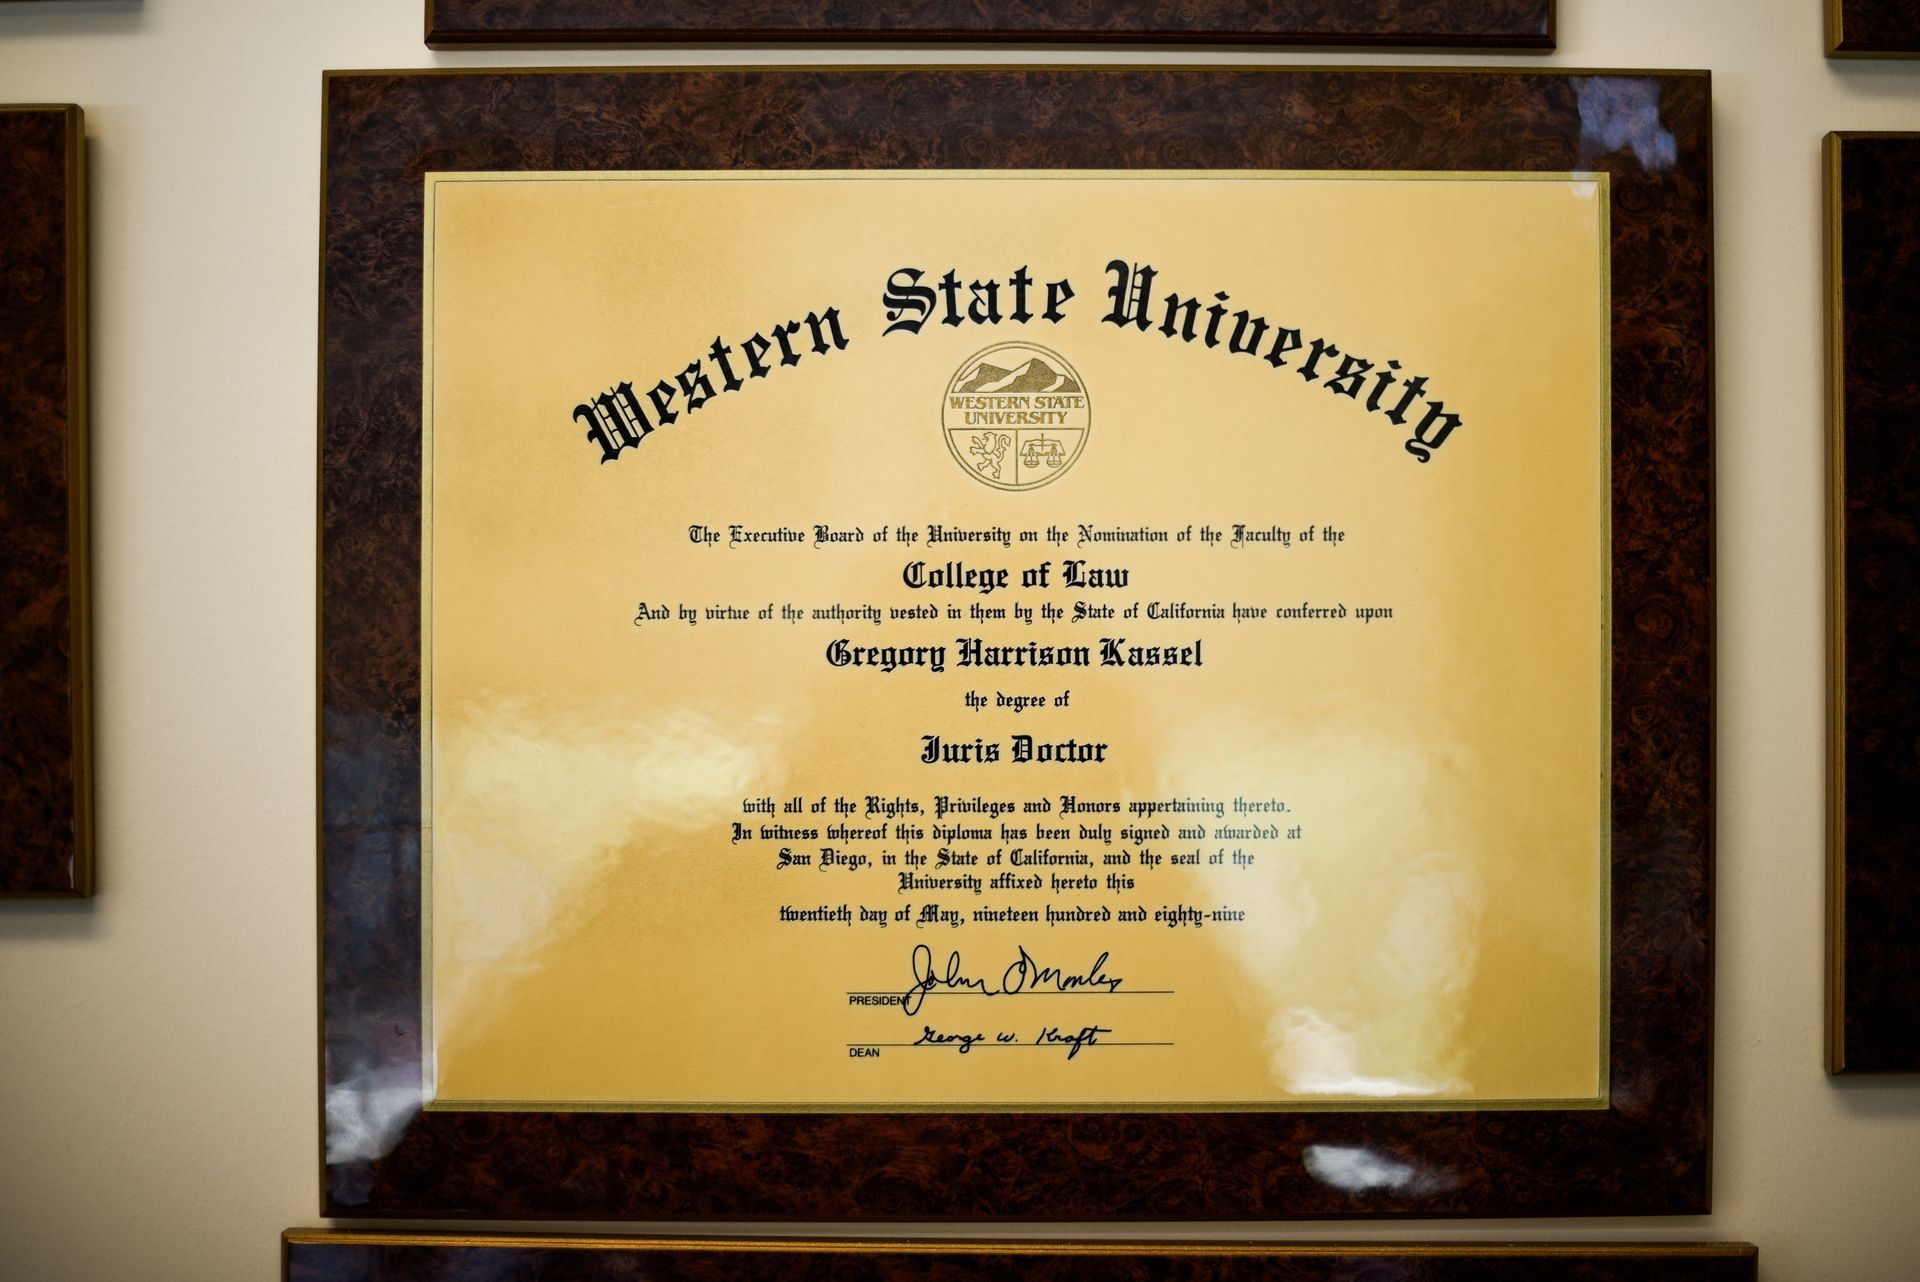 Western State University
WESTERN STATE
UNIVERSITY
The Executive Board of the University on the Nomination of the Faculty of the
College of Law
And by virtue of the authority vested in them by the State of California have conferred upon
Gregory Harrison Kassel
the degree of
Juris Doctor
with all of the Rights, Privileges and Honors appertaining thereto.
In witness whereof this diploma has been duly signed and awarded at
San Diego, in the State of California, and the seal of the
University affixed hereto this
twentieth day of May, nineteen hundred and eighty-nine
PRESIDENT John
DEAN George W. Kraft